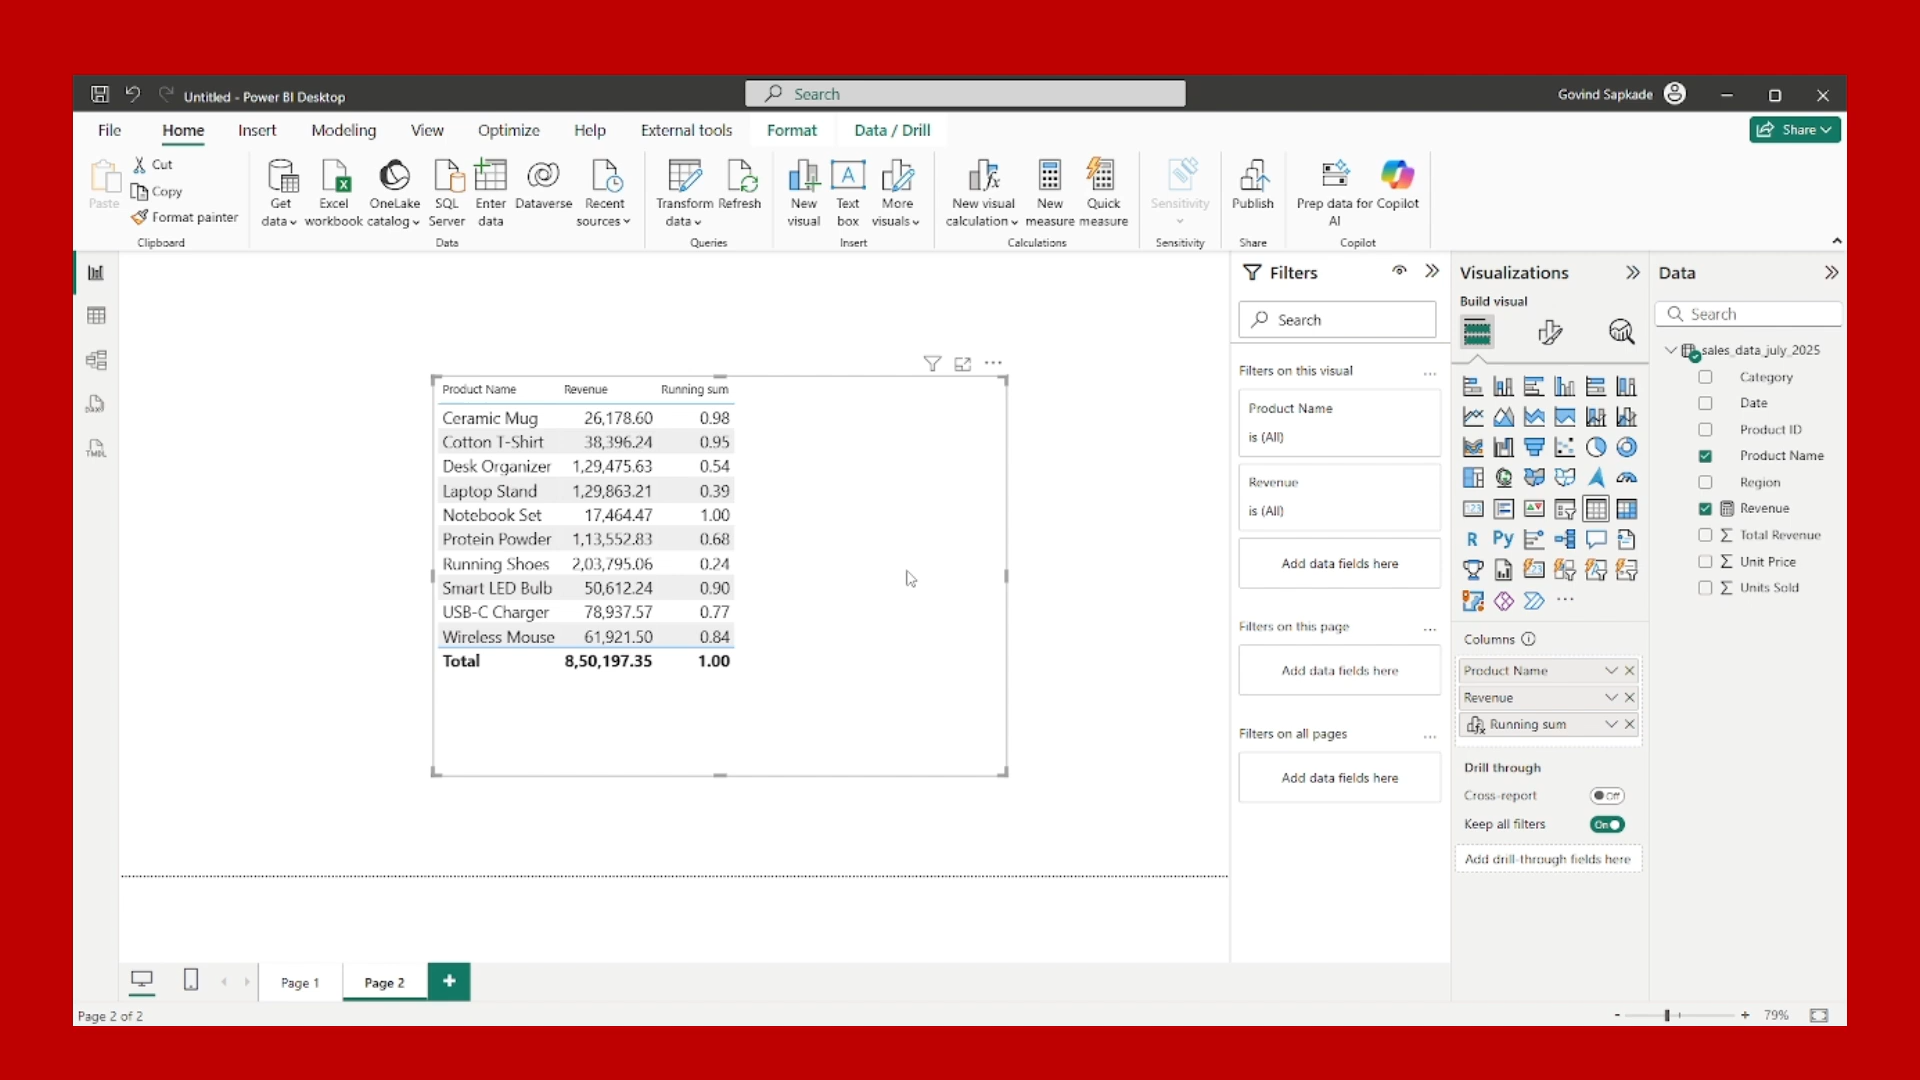 Untitled - Power BI Desktop
Search
Govind Sapkade
File Home Insert Modeling View Optimize Help External tools Format Data / Drill
Share
Paste
Cut
Copy
Format painter
Clipboard
Get data
Excel workbook
OneLake catalog
SQL Server
Enter data
Dataverse
Recent sources
Data
Transform data
Refresh
Queries
New visual
Text box
More visuals
Insert
New visual calculation
New measure
Quick measure
Calculations
Sensitivity
Sensitivity
Publish
Share
Prep data for AI
Copilot
Copilot
Product Name Revenue Running sum
Ceramic Mug 26,178.60 0.98
Cotton T-Shirt 38,396.24 0.95
Desk Organizer 1,29,475.63 0.54
Laptop Stand 1,29,863.21 0.39
Notebook Set 17,464.47 1.00
Protein Powder 1,13,552.83 0.68
Running Shoes 2,03,795.06 0.24
Smart LED Bulb 50,612.24 0.90
USB-C Charger 78,937.57 0.77
Wireless Mouse 61,921.50 0.84
Total 8,50,197.35 1.00
Filters
Search
Filters on this visual
Product Name
is (All)
Revenue
is (All)
Add data fields here
Filters on this page
Add data fields here
Filters on all pages
Add data fields here
Visualizations
Build visual
123
R Py
Columns
Product Name
Revenue
Running sum
Drill through
Cross-report Off
Keep all filters On
Add drill-through fields here
Data
Search
sales_data_july_2025
Category
Date
Product ID
Product Name
Region
Revenue
Total Revenue
Unit Price
Units Sold
DAX
TMDL
Page 1
Page 2
Page 2 of 2
79%